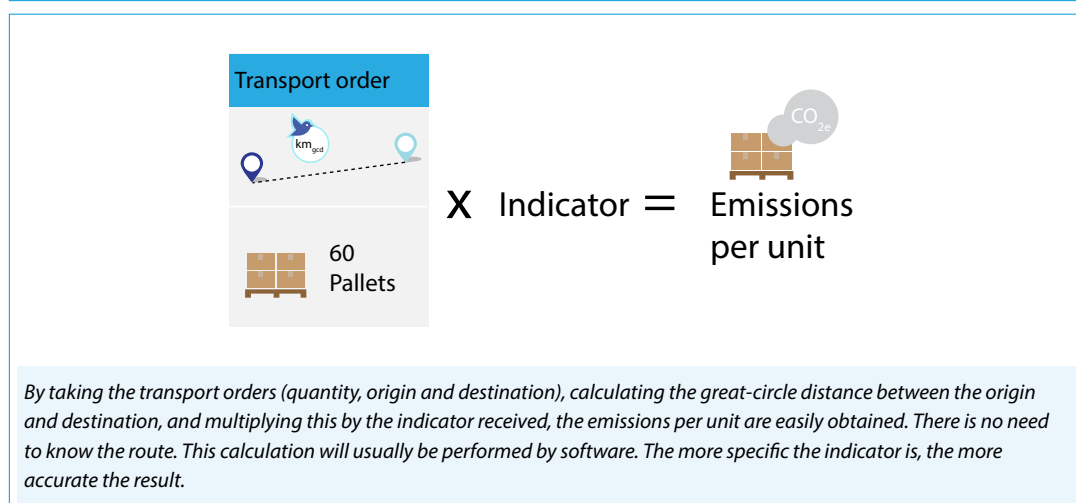 Transport order
km gcd
60
Pallets
x Indicator = Emissions
per unit
CO2e
By taking the transport orders (quantity, origin and destination), calculating the great-circle distance between the origin
and destination, and multiplying this by the indicator received, the emissions per unit are easily obtained. There is no need
to know the route. This calculation will usually be performed by software. The more specific the indicator is, the more
accurate the result.